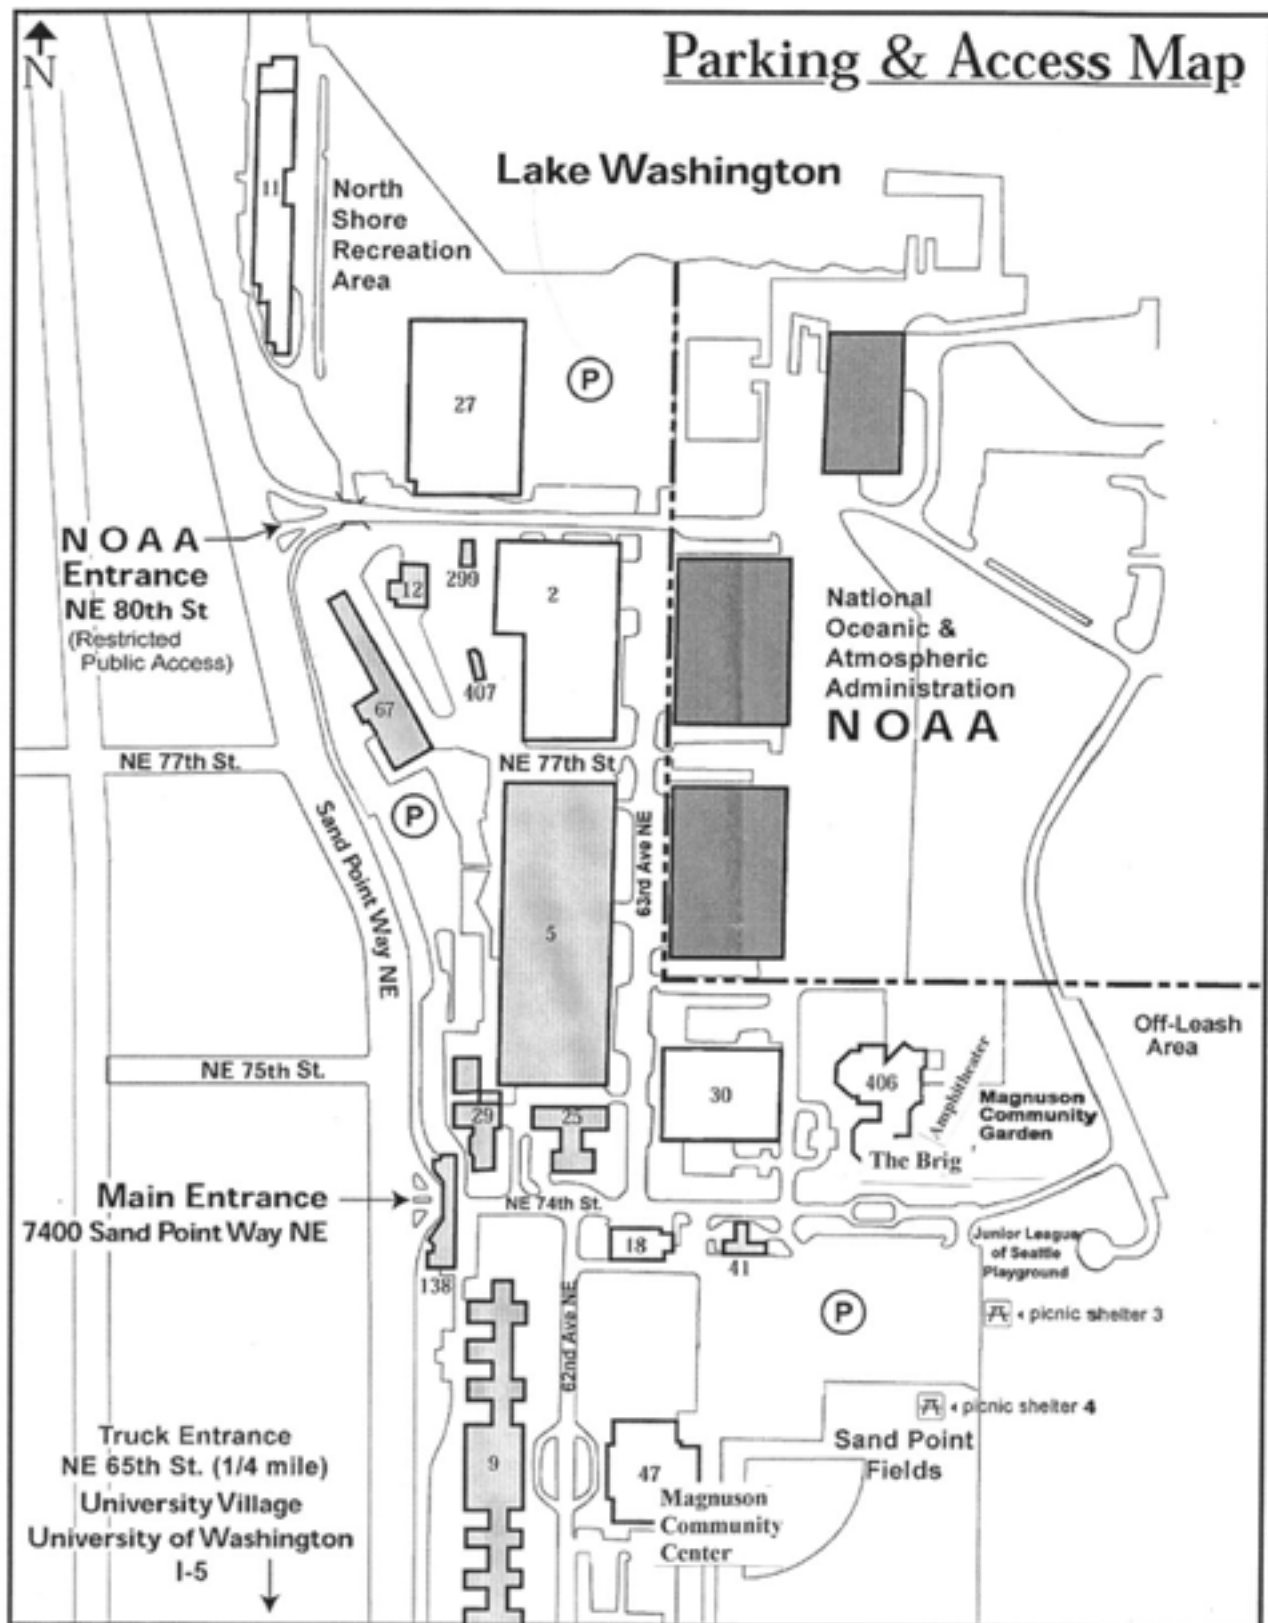 N
Parking & Access Map
Lake Washington
11
North
Shore
Recreation
Area
27
P
N O A A
Entrance
NE 80th St
(Restricted
Public Access)
299
12
2
407
67
National
Oceanic &
Atmospheric
Administration
N O A A
NE 77th St.
NE 77th St
P
Sand Point Way NE
63rd Ave NE
5
Off-Leash
Area
NE 75th St.
29
25
30
406
Amphitheater
Magnuson
Community
Garden
The Brig
Main Entrance
7400 Sand Point Way NE
NE 74th St.
18
41
Junior League
of Seattle
Playground
138
62nd Ave NE
P
picnic shelter 3
picnic shelter 4
Sand Point
Fields
Truck Entrance
NE 65th St. (1/4 mile)
University Village
University of Washington
I-5
9
47
Magnuson
Community
Center